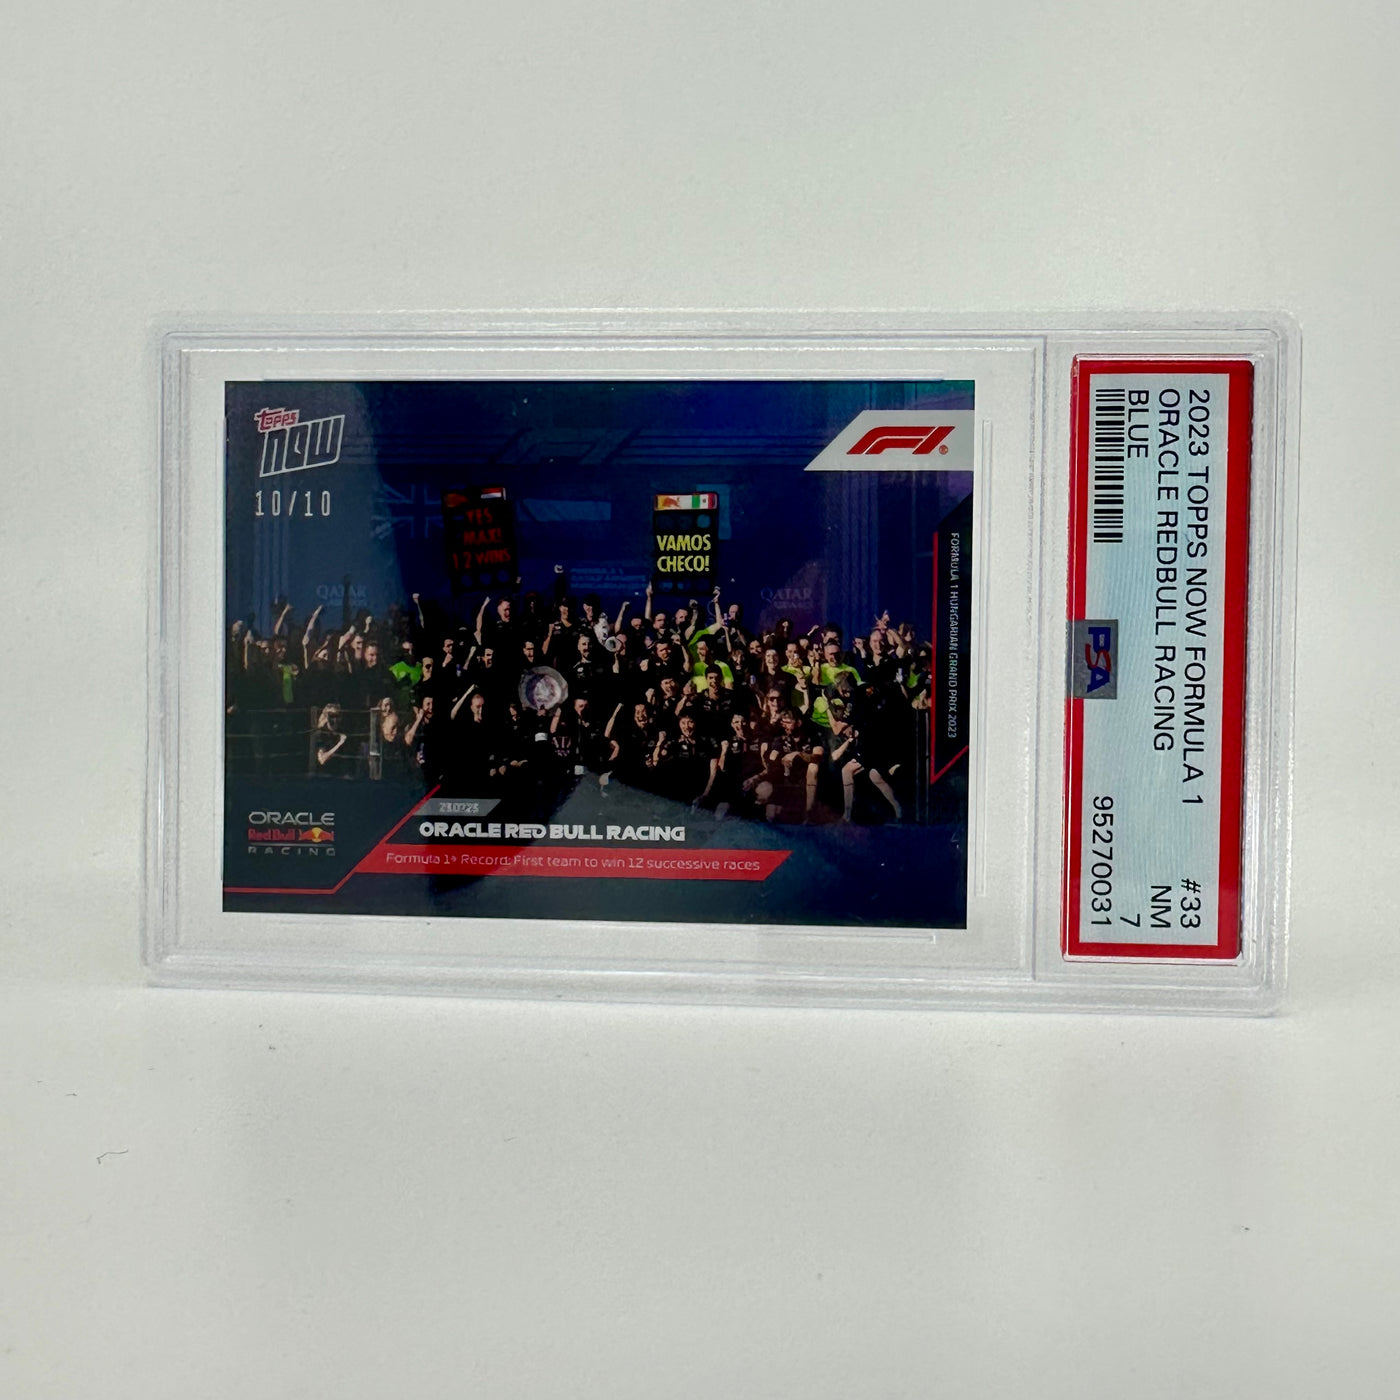 Topps
NOW
10/10
F1
YES
MAX!
12 WINS
VAMOS
CHECO!
QATAR
QATAR
AIRWAYS
FORMULA 1 HUNGARIAN GRAND PRIX 2023
ORACLE
Red Bull
RACING
ORACLE RED BULL RACING
Formula 1® Record: First team to win 12 successive races
2023 TOPPS NOW FORMULA 1 #33
ORACLE REDBULL RACING NM
BLUE 7
95270031
PSA